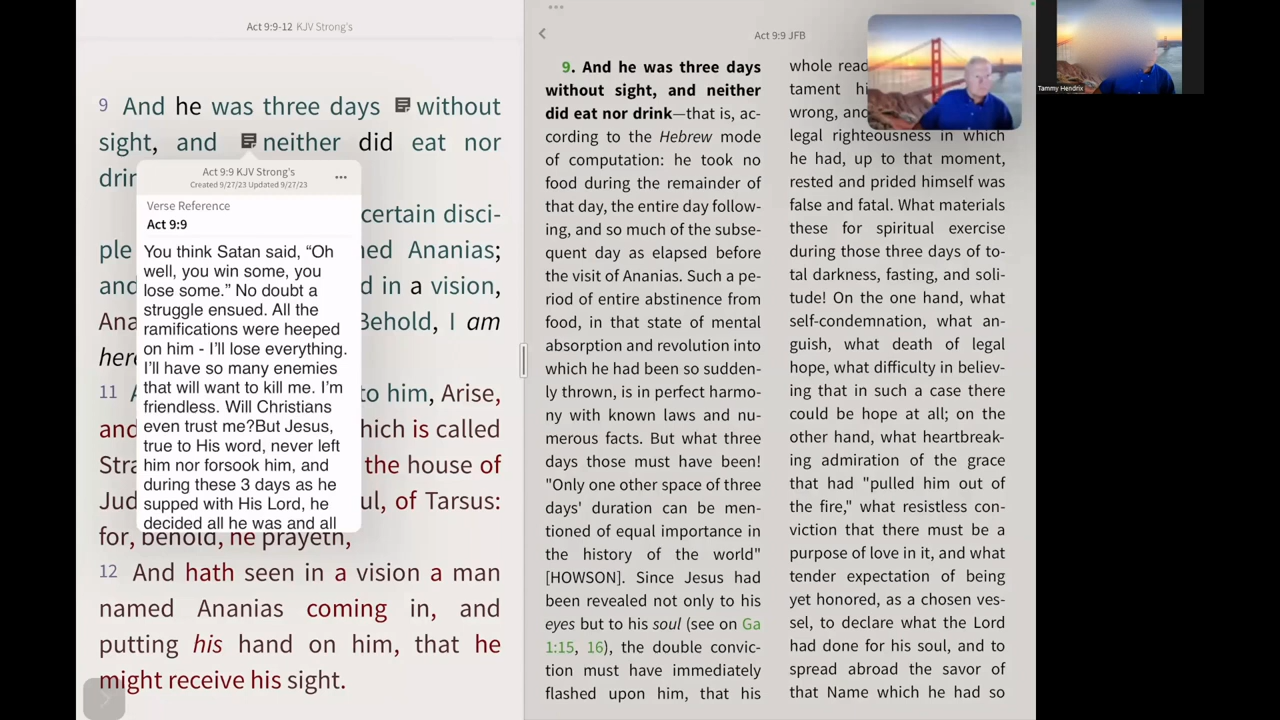 Act 9:9-12 KJV Strong's
9 And he was three days without
sight, and neither did eat nor
drin
certain disci-
ple ed Ananias;
and d in a vision,
Ana Behold, I am
here
11 A to him, Arise,
and hich is called
Stra the house of
Jud ul, of Tarsus:
for, behold, he prayeth,
12 And hath seen in a vision a man
named Ananias coming in, and
putting his hand on him, that he
might receive his sight.
Act 9:9 KJV Strong's
Created 9/27/23 Updated 9/27/23
Verse Reference
Act 9:9
You think Satan said, “Oh
well, you win some, you
lose some.” No doubt a
struggle ensued. All the
ramifications were heeped
on him - I’ll lose everything.
I’ll have so many enemies
that will want to kill me. I’m
friendless. Will Christians
even trust me?But Jesus,
true to His word, never left
him nor forsook him, and
during these 3 days as he
supped with His Lord, he
decided all he was and all
Act 9:9 JFB
9. And he was three days
without sight, and neither
did eat nor drink—that is, ac-
cording to the Hebrew mode
of computation: he took no
food during the remainder of
that day, the entire day follow-
ing, and so much of the subse-
quent day as elapsed before
the visit of Ananias. Such a pe-
riod of entire abstinence from
food, in that state of mental
absorption and revolution into
which he had been so sudden-
ly thrown, is in perfect harmo-
ny with known laws and nu-
merous facts. But what three
days those must have been!
"Only one other space of three
days' duration can be men-
tioned of equal importance in
the history of the world"
[HOWSON]. Since Jesus had
been revealed not only to his
eyes but to his soul (see on Ga
1:15, 16), the double convic-
tion must have immediately
flashed upon him, that his
whole read
tament hi
wrong, and
legal righteousness in which
he had, up to that moment,
rested and prided himself was
false and fatal. What materials
these for spiritual exercise
during those three days of to-
tal darkness, fasting, and soli-
tude! On the one hand, what
self-condemnation, what an-
guish, what death of legal
hope, what difficulty in believ-
ing that in such a case there
could be hope at all; on the
other hand, what heartbreak-
ing admiration of the grace
that had "pulled him out of
the fire," what resistless con-
viction that there must be a
purpose of love in it, and what
tender expectation of being
yet honored, as a chosen ves-
sel, to declare what the Lord
had done for his soul, and to
spread abroad the savor of
that Name which he had so
Tammy Hendrix